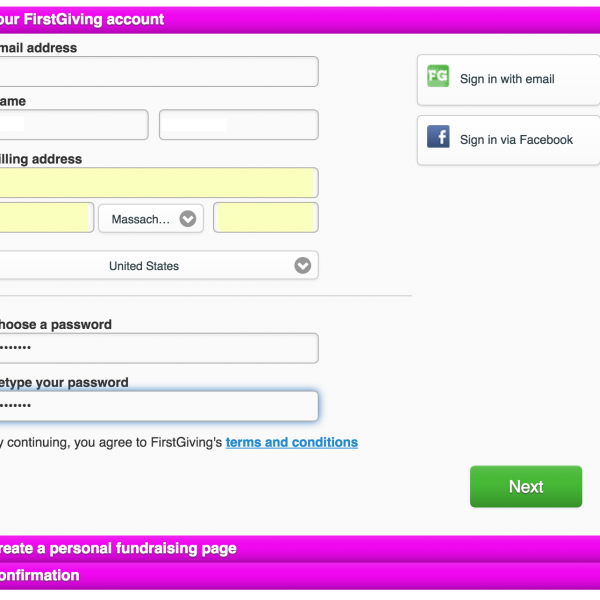 our FirstGiving account
mail address
FG Sign in with email
ame
f Sign in via Facebook
illing address
Massach...
United States
hoose a password
etype your password
y continuing, you agree to FirstGiving's terms and conditions
Next
reate a personal fundraising page
onfirmation